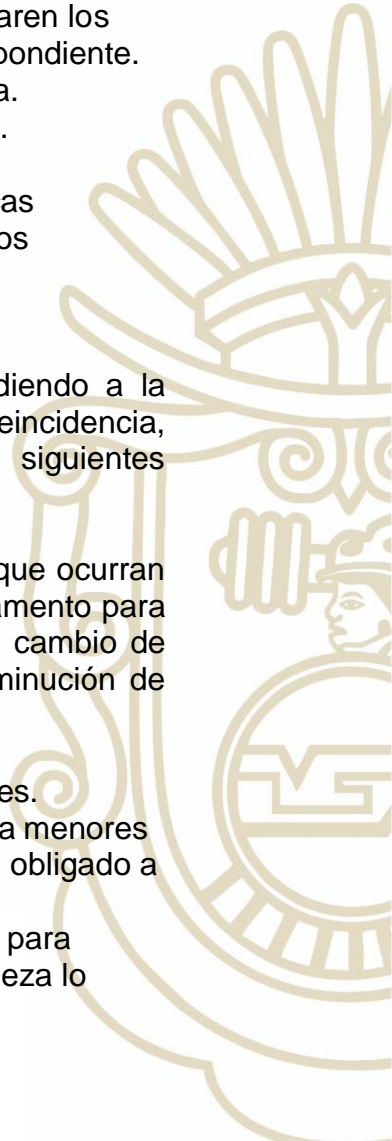 aren los
pondiente.
a.
.
as
os
diendo a la
eincidencia,
siguientes
que ocurran
amento para
cambio de
minución de
es.
a menores
obligado a
para
eza lo